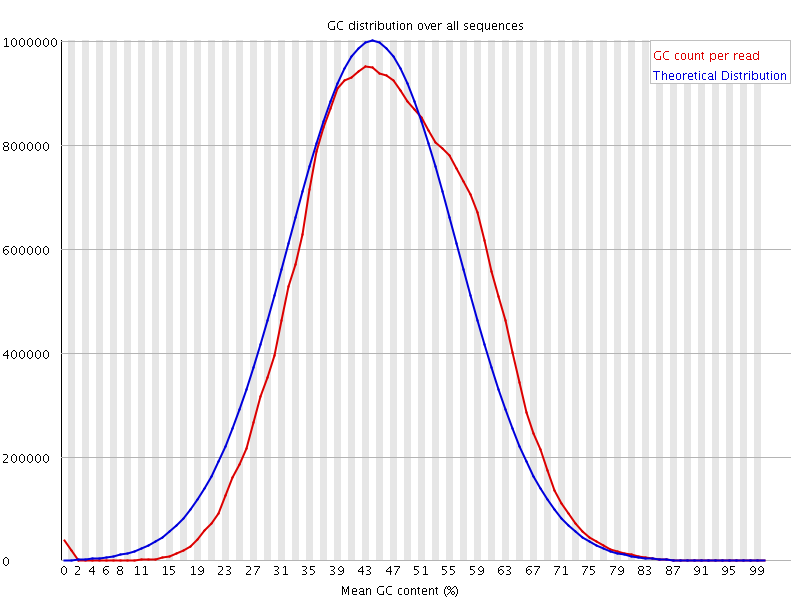 GC distribution over all sequences
GC count per read
Theoretical Distribution
1000000
800000
600000
400000
200000
0
0 2 4 6 8 11 15 19 23 27 31 35 39 43 47 51 55 59 63 67 71 75 79 83 87 91 95 99
Mean GC content (%)